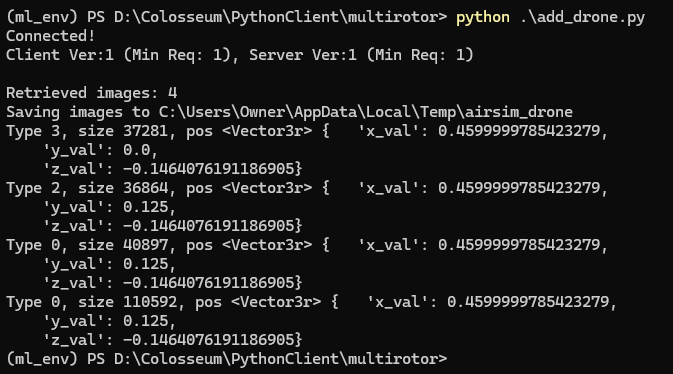 (ml_env) PS D:\Colosseum\PythonClient\multirotor> python .\add_drone.py
Connected!
Client Ver:1 (Min Req: 1), Server Ver:1 (Min Req: 1)

Retrieved images: 4
Saving images to C:\Users\Owner\AppData\Local\Temp\airsim_drone
Type 3, size 37281, pos <Vector3r> {   'x_val': 0.4599999785423279,
    'y_val': 0.0,
    'z_val': -0.1464076191186905}
Type 2, size 36864, pos <Vector3r> {   'x_val': 0.4599999785423279,
    'y_val': 0.125,
    'z_val': -0.1464076191186905}
Type 0, size 40897, pos <Vector3r> {   'x_val': 0.4599999785423279,
    'y_val': 0.125,
    'z_val': -0.1464076191186905}
Type 0, size 110592, pos <Vector3r> {   'x_val': 0.4599999785423279,
    'y_val': 0.125,
    'z_val': -0.1464076191186905}
(ml_env) PS D:\Colosseum\PythonClient\multirotor>